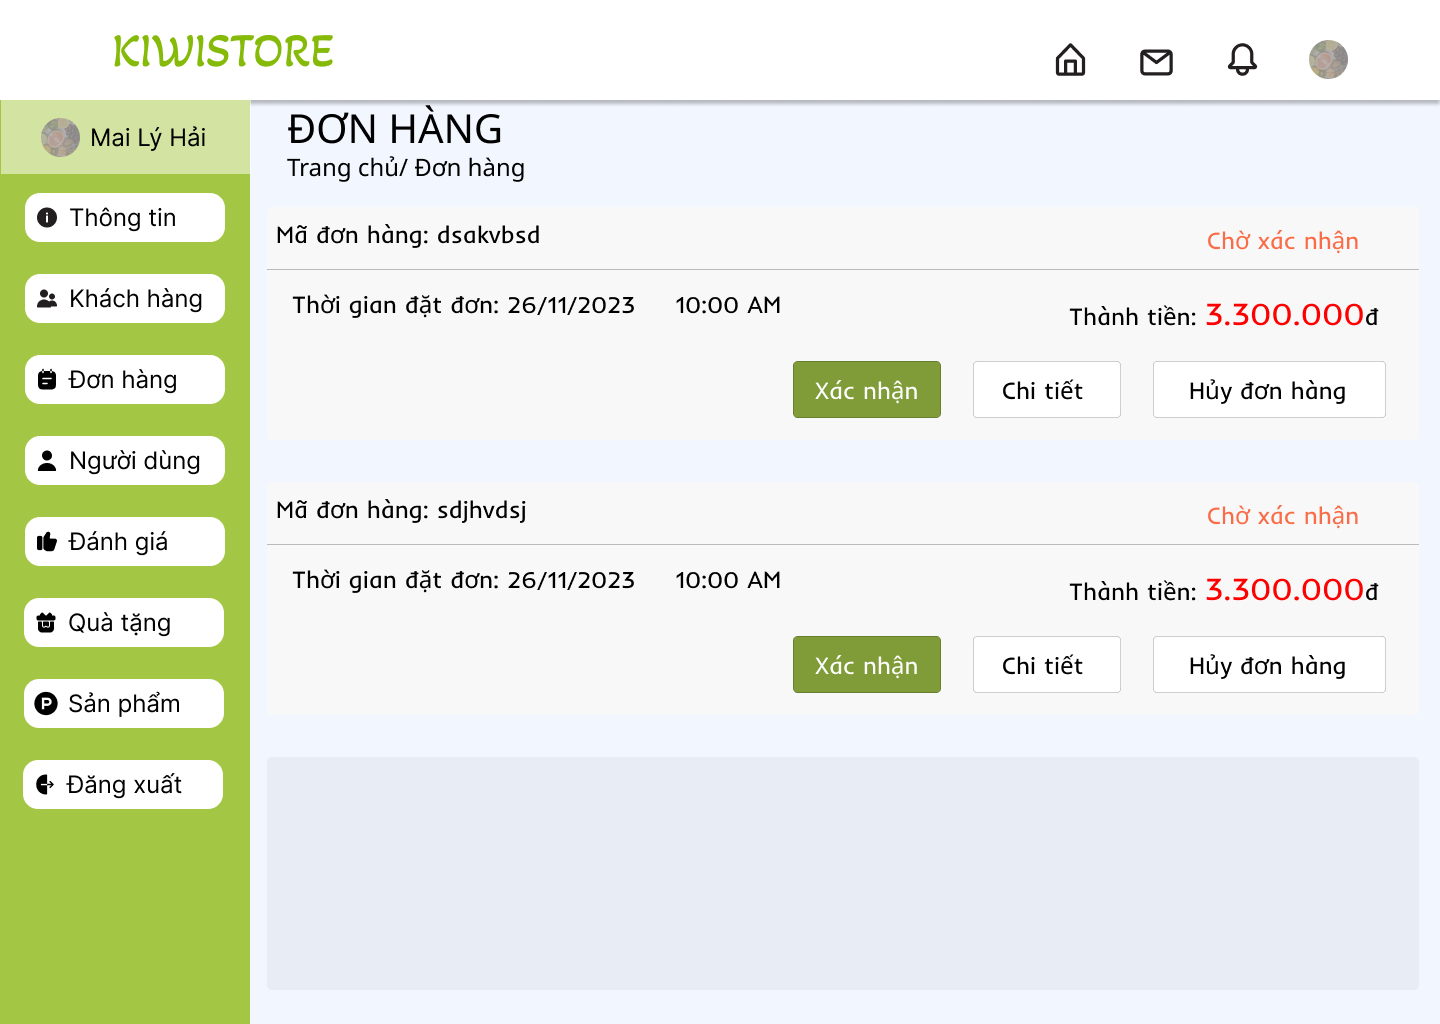 KIWISTORE
Mai Lý Hải
Thông tin
Khách hàng
Đơn hàng
Người dùng
Đánh giá
Quà tặng
Sản phẩm
Đăng xuất
ĐƠN HÀNG
Trang chủ/ Đơn hàng
Mã đơn hàng: dsakvbsd
Chờ xác nhận
Thời gian đặt đơn: 26/11/2023 10:00 AM
Thành tiền: 3.300.000đ
Xác nhận
Chi tiết
Hủy đơn hàng
Mã đơn hàng: sdjhvdsj
Chờ xác nhận
Thời gian đặt đơn: 26/11/2023 10:00 AM
Thành tiền: 3.300.000đ
Xác nhận
Chi tiết
Hủy đơn hàng